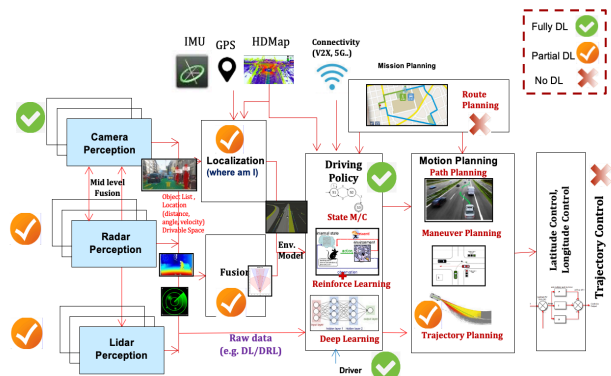 Fully DL
Partial DL
No DL
IMU
GPS
HDMap
Connectivity
(V2X, 5G..)
Mission Planning
Route
Planning
Camera
Perception
Mid level
Fusion
Radar
Perception
Lidar
Perception
Object List ,
Location
(distance,
angle, velocity)
Drivable Space
Localization
(where am I)
Fusion
Env.
Model
Raw data
(e.g. DL/DRL)
Driving
Policy
State M/C
Reinforce Learning
Deep Learning
Driver
Motion Planning
Path Planning
Maneuver Planning
Trajectory Planning
Latitude Control,
Longitude Control
Trajectory Control